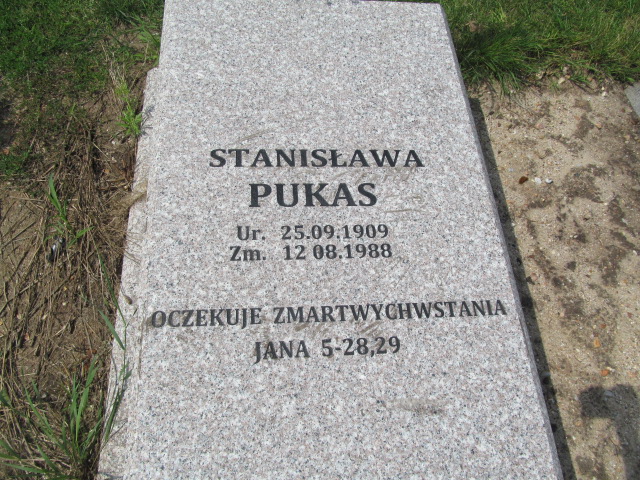 STANISŁAWA
PUKAS
Ur. 25.09.1909
Zm. 12 08.1988
OCZEKUJE ZMARTWYCHWSTANIA
JANA 5-28,29